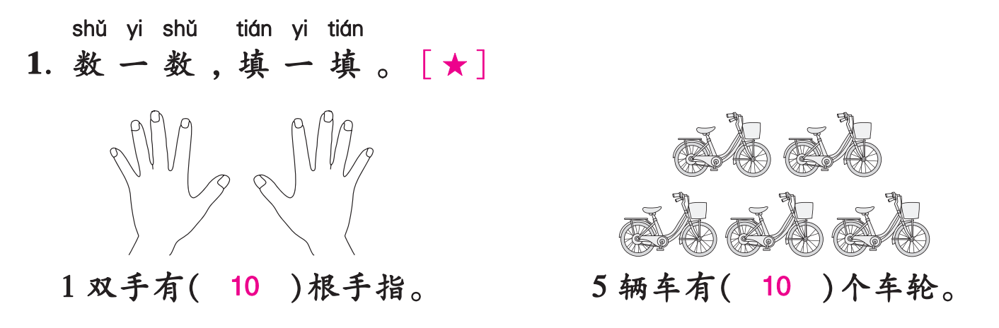 shǔ yi shǔ tián yi tián
1. 数一数,填一填。[★]
1双手有( 10 )根手指。 5辆车有( 10 )个车轮。